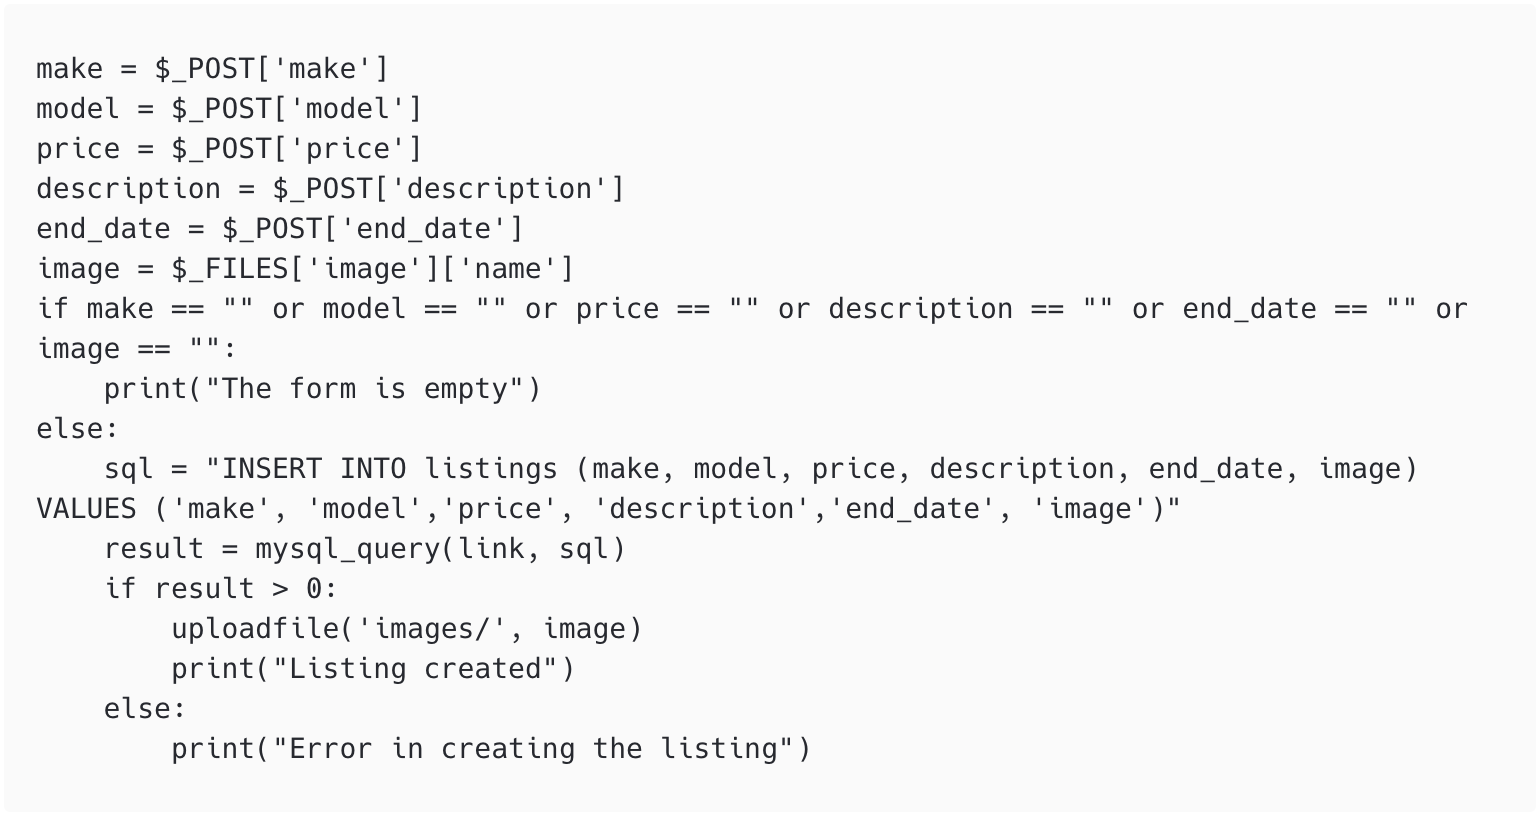 make = $_POST['make']
model = $_POST['model']
price = $_POST['price']
description = $_POST['description']
end_date = $_POST['end_date']
image = $_FILES['image']['name']
if make == "" or model == "" or price == "" or description == "" or end_date == "" or
image == "":
    print("The form is empty")
else:
    sql = "INSERT INTO listings (make, model, price, description, end_date, image)
VALUES ('make', 'model','price', 'description','end_date', 'image')"
    result = mysql_query(link, sql)
    if result > 0:
        uploadfile('images/', image)
        print("Listing created")
    else:
        print("Error in creating the listing")